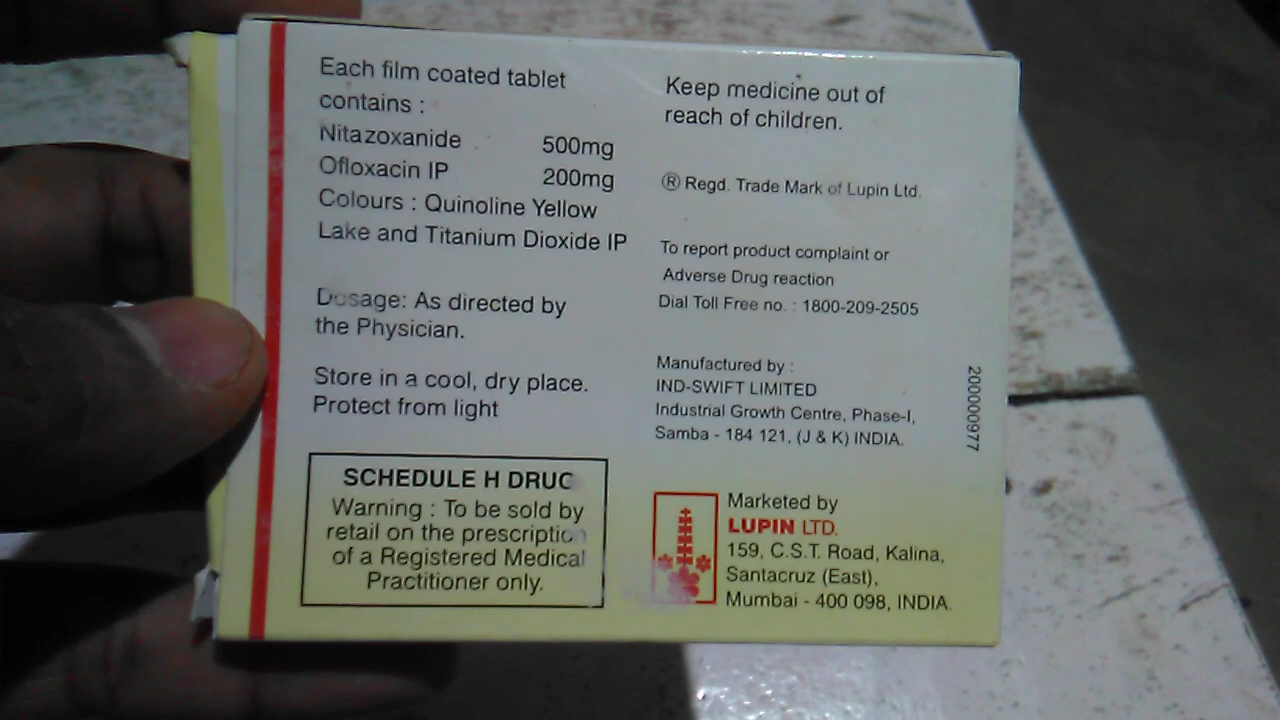 Each film coated tablet
contains :
Nitazoxanide 500mg
Ofloxacin IP 200mg
Colours : Quinoline Yellow
Lake and Titanium Dioxide IP
Dosage: As directed by
the Physician.
Store in a cool, dry place.
Protect from light
SCHEDULE H DRUG
Warning : To be sold by
retail on the prescription
of a Registered Medical
Practitioner only.
Keep medicine out of
reach of children.
® Regd. Trade Mark of Lupin Ltd.
To report product complaint or
Adverse Drug reaction
Dial Toll Free no. : 1800-209-2505
Manufactured by :
IND-SWIFT LIMITED
Industrial Growth Centre, Phase-I,
Samba - 184 121, (J & K) INDIA.
Marketed by
LUPIN LTD.
159, C.S.T. Road, Kalina,
Santacruz (East),
Mumbai - 400 098, INDIA.
200000977